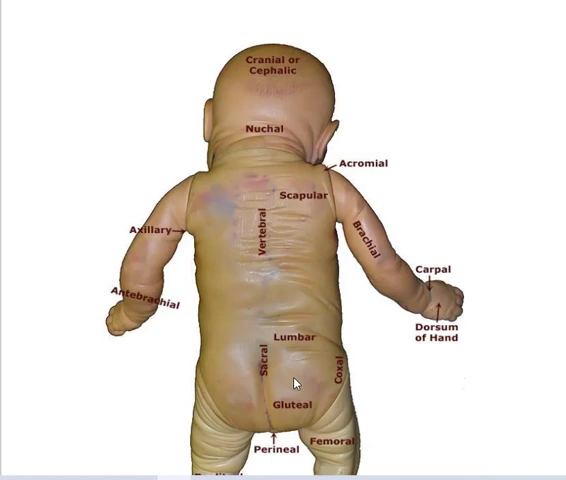 Cranial or
Cephalic
Nuchal
Acromial
Scapular
Axillary
Vertebral
Brachial
Carpal
Antebrachial
Dorsum
of Hand
Lumbar
Sacral
Coxal
Gluteal
Perineal
Femoral